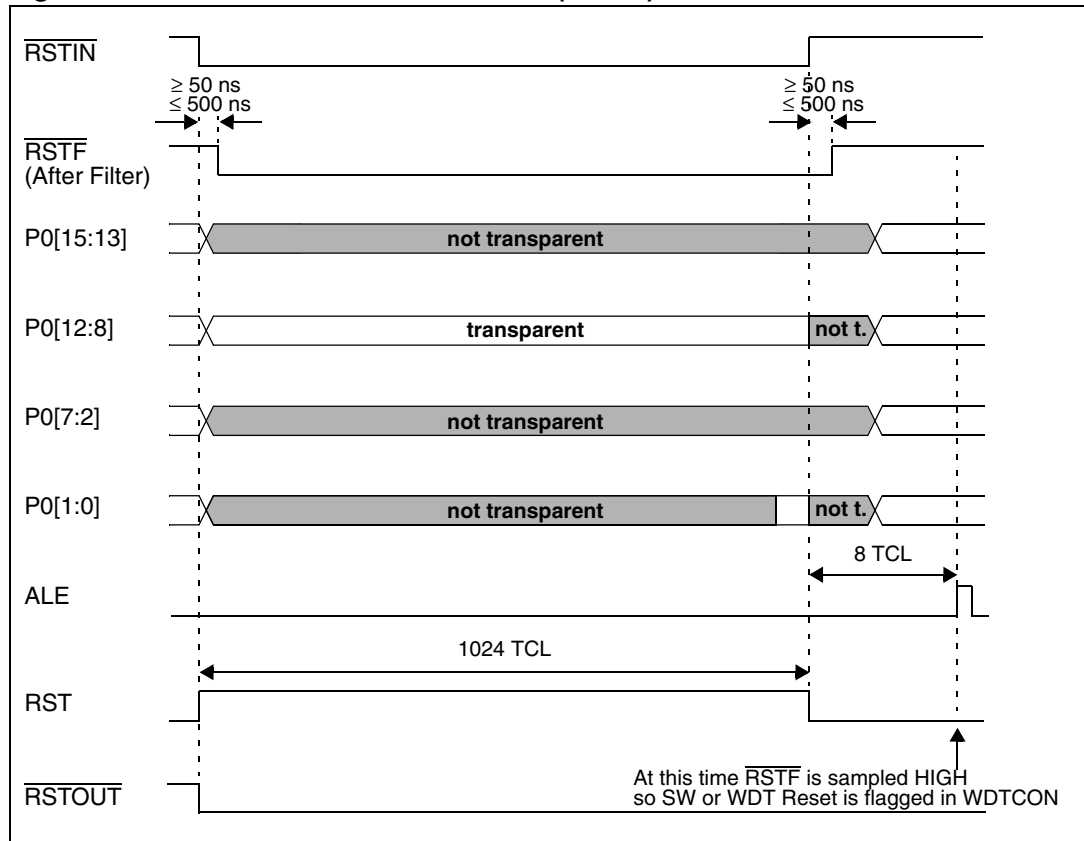 RSTIN
≥ 50 ns
≤ 500 ns
≥ 50 ns
≤ 500 ns
RSTF
(After Filter)
P0[15:13]
not transparent
P0[12:8]
transparent
not t.
P0[7:2]
not transparent
P0[1:0]
not transparent
not t.
8 TCL
ALE
1024 TCL
RST
At this time RSTF is sampled HIGH
so SW or WDT Reset is flagged in WDTCON
RSTOUT